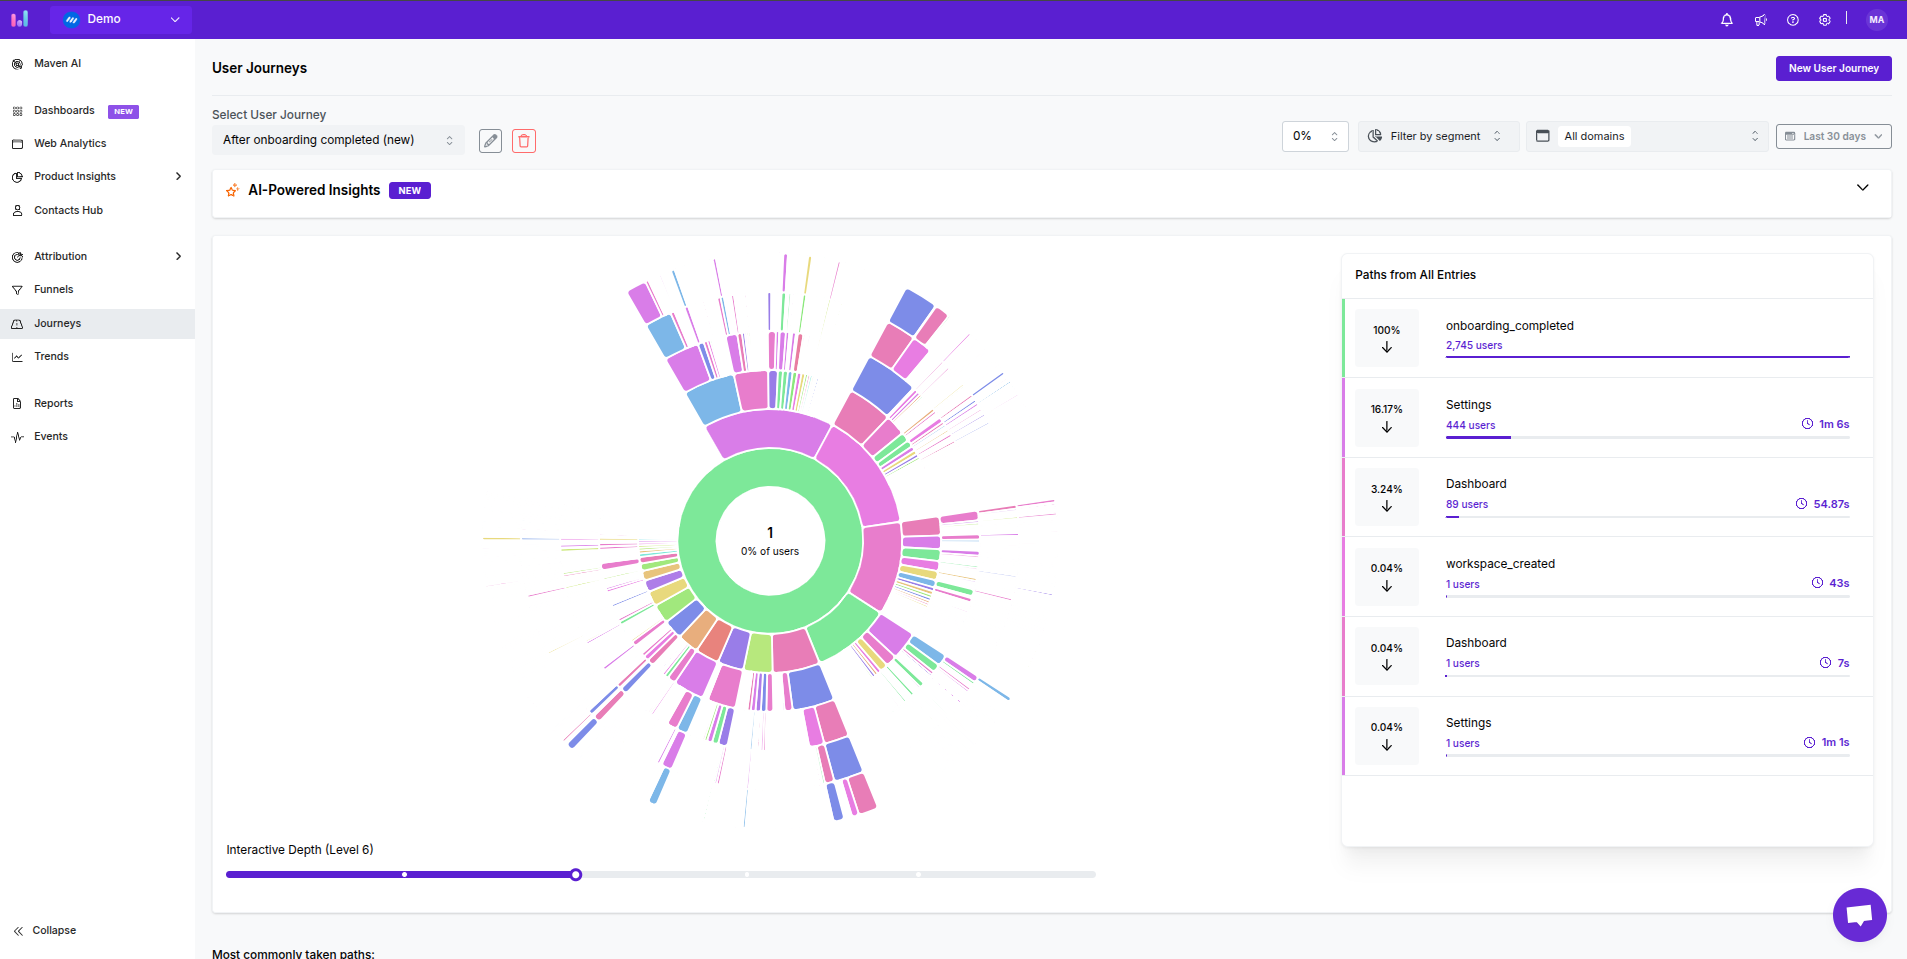 Demo
MA
Maven AI
Dashboards NEW
Web Analytics
Product Insights
Contacts Hub
Attribution
Funnels
Journeys
Trends
Reports
Events
Collapse
User Journeys
New User Journey
Select User Journey
After onboarding completed (new)
0%
Filter by segment
All domains
Last 30 days
AI-Powered Insights NEW
1
0% of users
Interactive Depth (Level 6)
Paths from All Entries
100%
onboarding_completed
2,745 users
16.17%
Settings
444 users
1m 6s
3.24%
Dashboard
89 users
54.87s
0.04%
workspace_created
1 users
43s
0.04%
Dashboard
1 users
7s
0.04%
Settings
1 users
1m 1s
Most commonly taken paths: